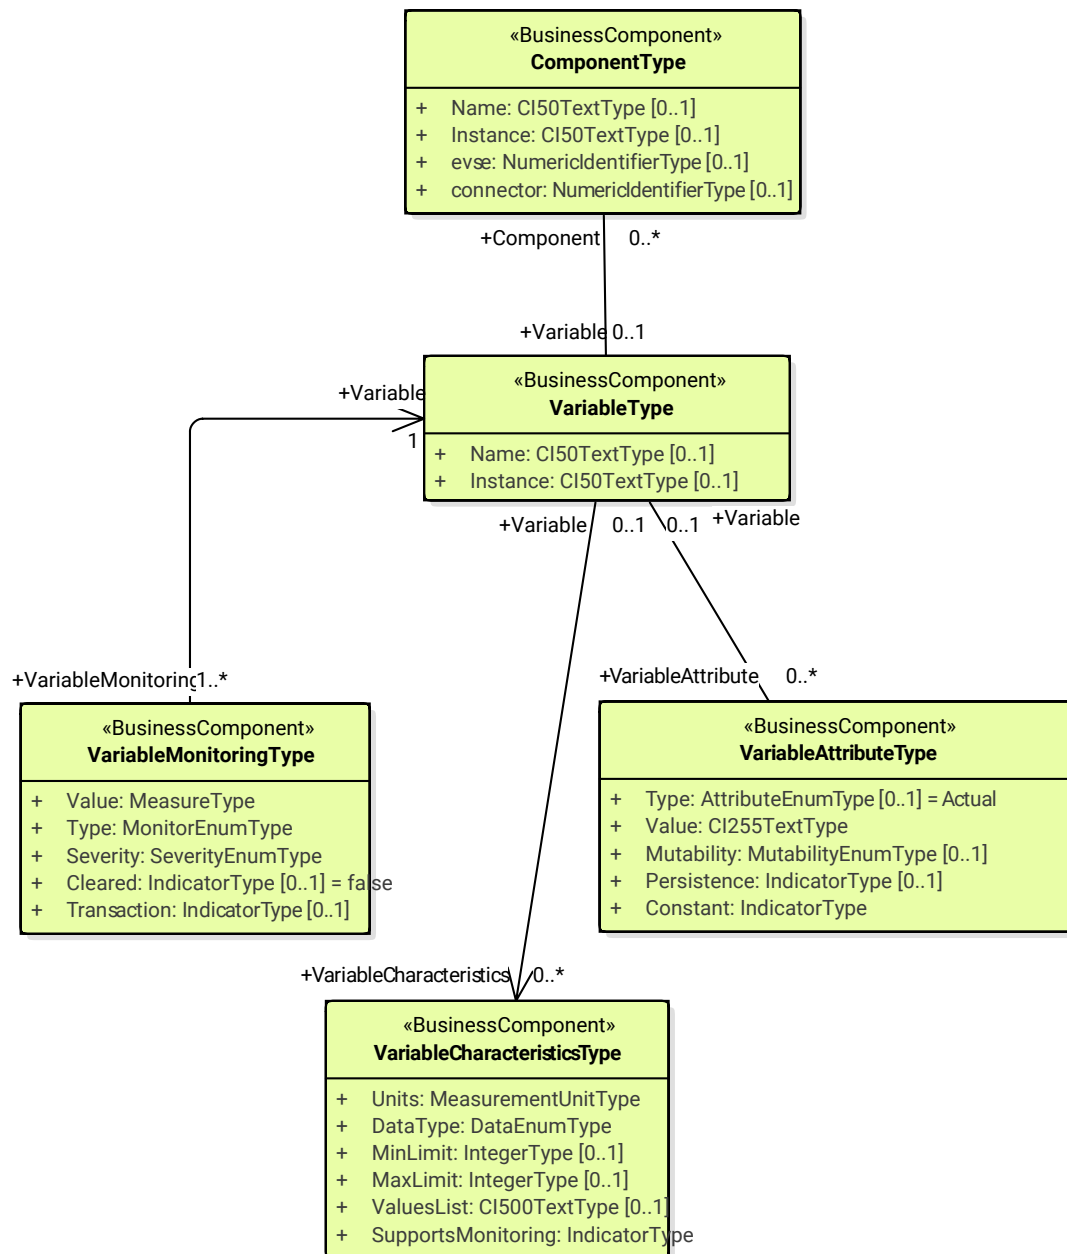 «BusinessComponent»
ComponentType
+ Name: CI50TextType [0..1]
+ Instance: CI50TextType [0..1]
+ evse: NumericIdentifierType [0..1]
+ connector: NumericIdentifierType [0..1]
+Component 0..*
+Variable 0..1
«BusinessComponent»
VariableType
+ Name: CI50TextType [0..1]
+ Instance: CI50TextType [0..1]
+Variable
1
+Variable 0..1
0..1 +Variable
+VariableMonitoring 1..*
«BusinessComponent»
VariableMonitoringType
+ Value: MeasureType
+ Type: MonitorEnumType
+ Severity: SeverityEnumType
+ Cleared: IndicatorType [0..1] = false
+ Transaction: IndicatorType [0..1]
+VariableAttribute 0..*
«BusinessComponent»
VariableAttributeType
+ Type: AttributeEnumType [0..1] = Actual
+ Value: CI255TextType
+ Mutability: MutabilityEnumType [0..1]
+ Persistence: IndicatorType [0..1]
+ Constant: IndicatorType
+VariableCharacteristics 0..*
«BusinessComponent»
VariableCharacteristicsType
+ Units: MeasurementUnitType
+ DataType: DataEnumType
+ MinLimit: IntegerType [0..1]
+ MaxLimit: IntegerType [0..1]
+ ValuesList: CI500TextType [0..1]
+ SupportsMonitoring: IndicatorType